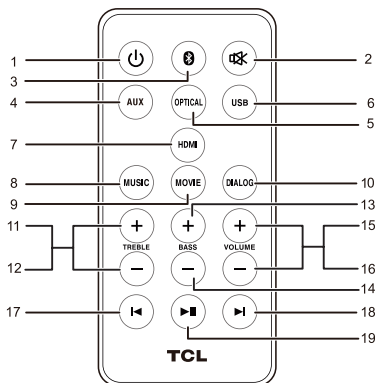 1
2
3
4 AUX OPTICAL USB 6
5
7 HDMI
8 MUSIC MOVIE DIALOG 10
9
13
11 + + + 15
TREBLE BASS VOLUME
12 − − − 16
14
17 18
19
TCL